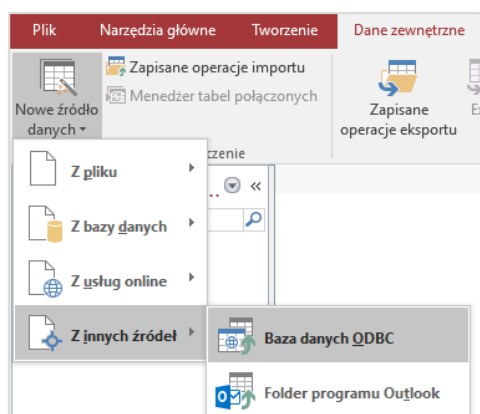 Plik Narzędzia główne Tworzenie Dane zewnętrzne
Zapisane operacje importu
Menedżer tabel połączonych
Nowe źródło
danych
Zapisane
operacje eksportu
Z pliku
Z bazy danych
Z usług online
Z innych źródeł
Baza danych ODBC
Folder programu Outlook